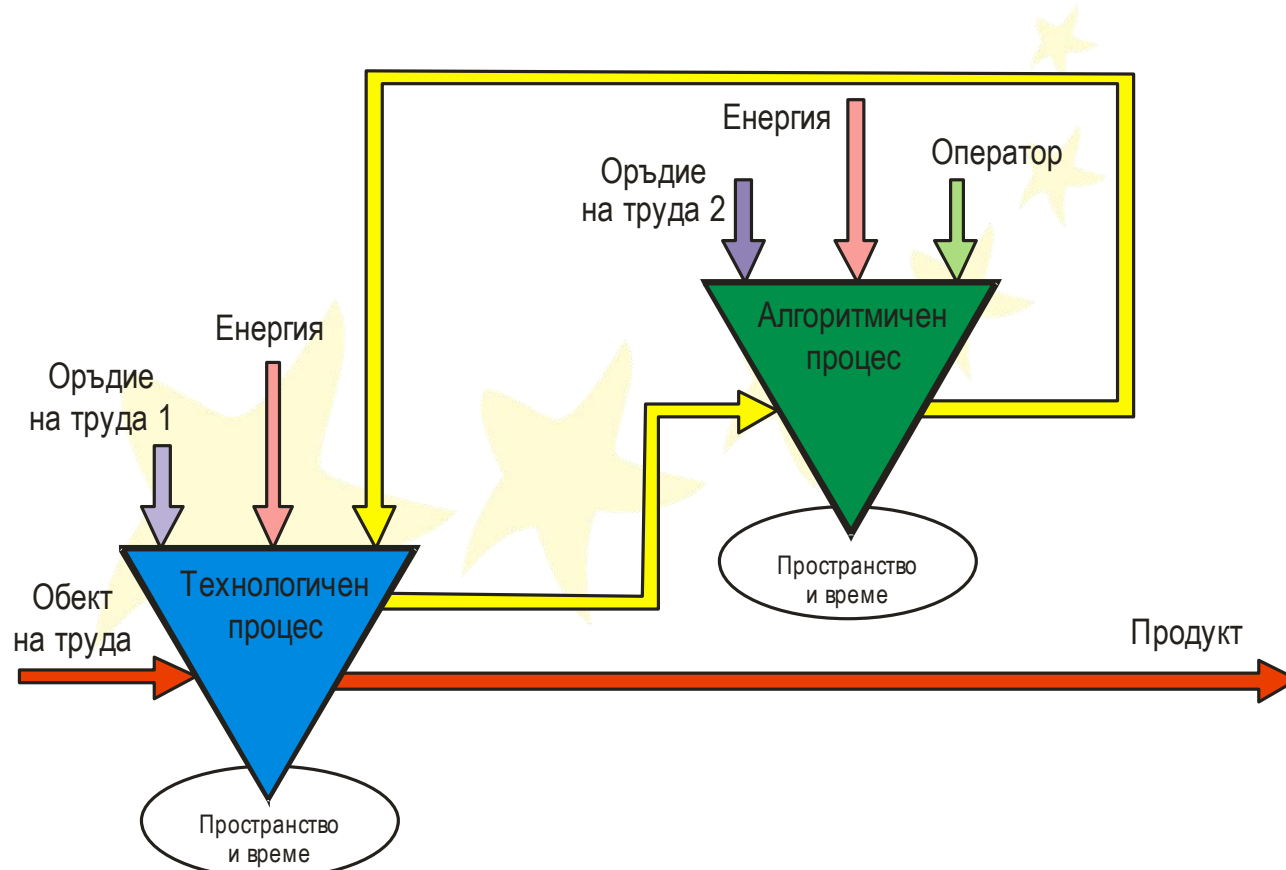 Енергия
Оператор
Оръдие
на труда 2
Алгоритмичен
процес
Енергия
Оръдие
на труда 1
Пространство
и време
Технологичен
процес
Обект
на труда
Продукт
Пространство
и време